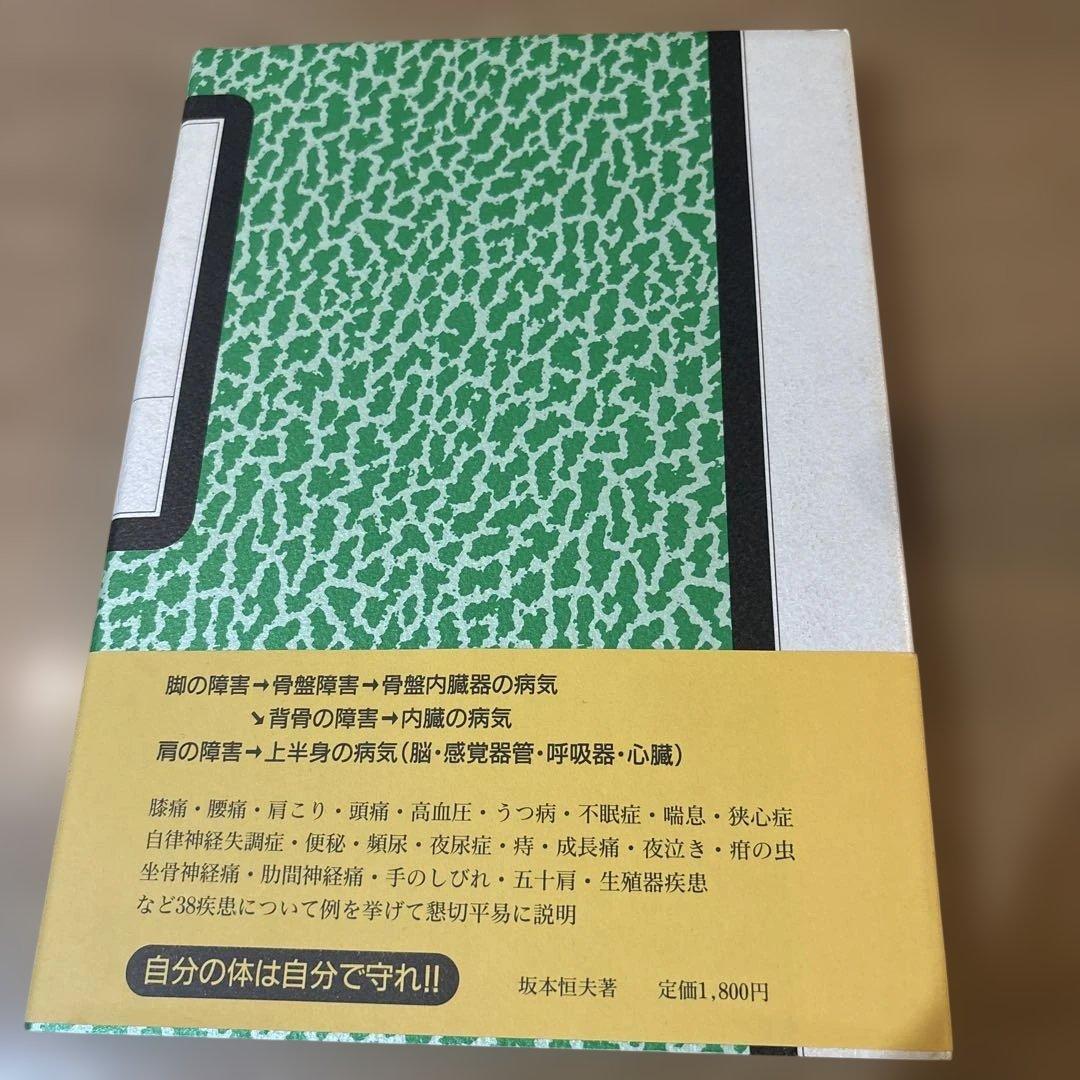 脚の障害→骨盤障害→骨盤内臓器の病気
↘背骨の障害→内臓の病気
肩の障害→上半身の病気(脳・感覚器管・呼吸器・心臓)
膝痛・腰痛・肩こり・頭痛・高血圧・うつ病・不眠症・喘息・狭心症
自律神経失調症・便秘・頻尿・夜尿症・痔・成長痛・夜泣き・疳の虫
坐骨神経痛・肋間神経痛・手のしびれ・五十肩・生殖器疾患
など38疾患について例を挙げて懇切平易に説明
自分の体は自分で守れ!!
坂本恒夫著 定価1,800円